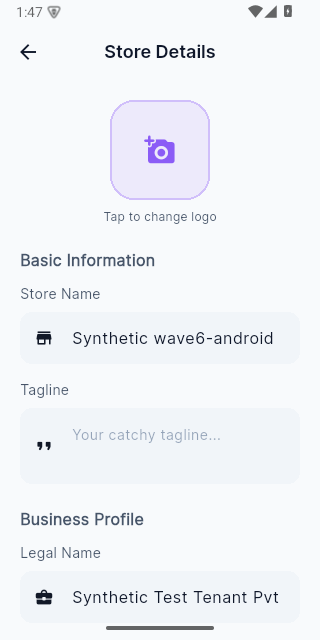 1:47
Store Details
Tap to change logo
Basic Information
Store Name
Synthetic wave6-android
Tagline
Your catchy tagline...
Business Profile
Legal Name
Synthetic Test Tenant Pvt